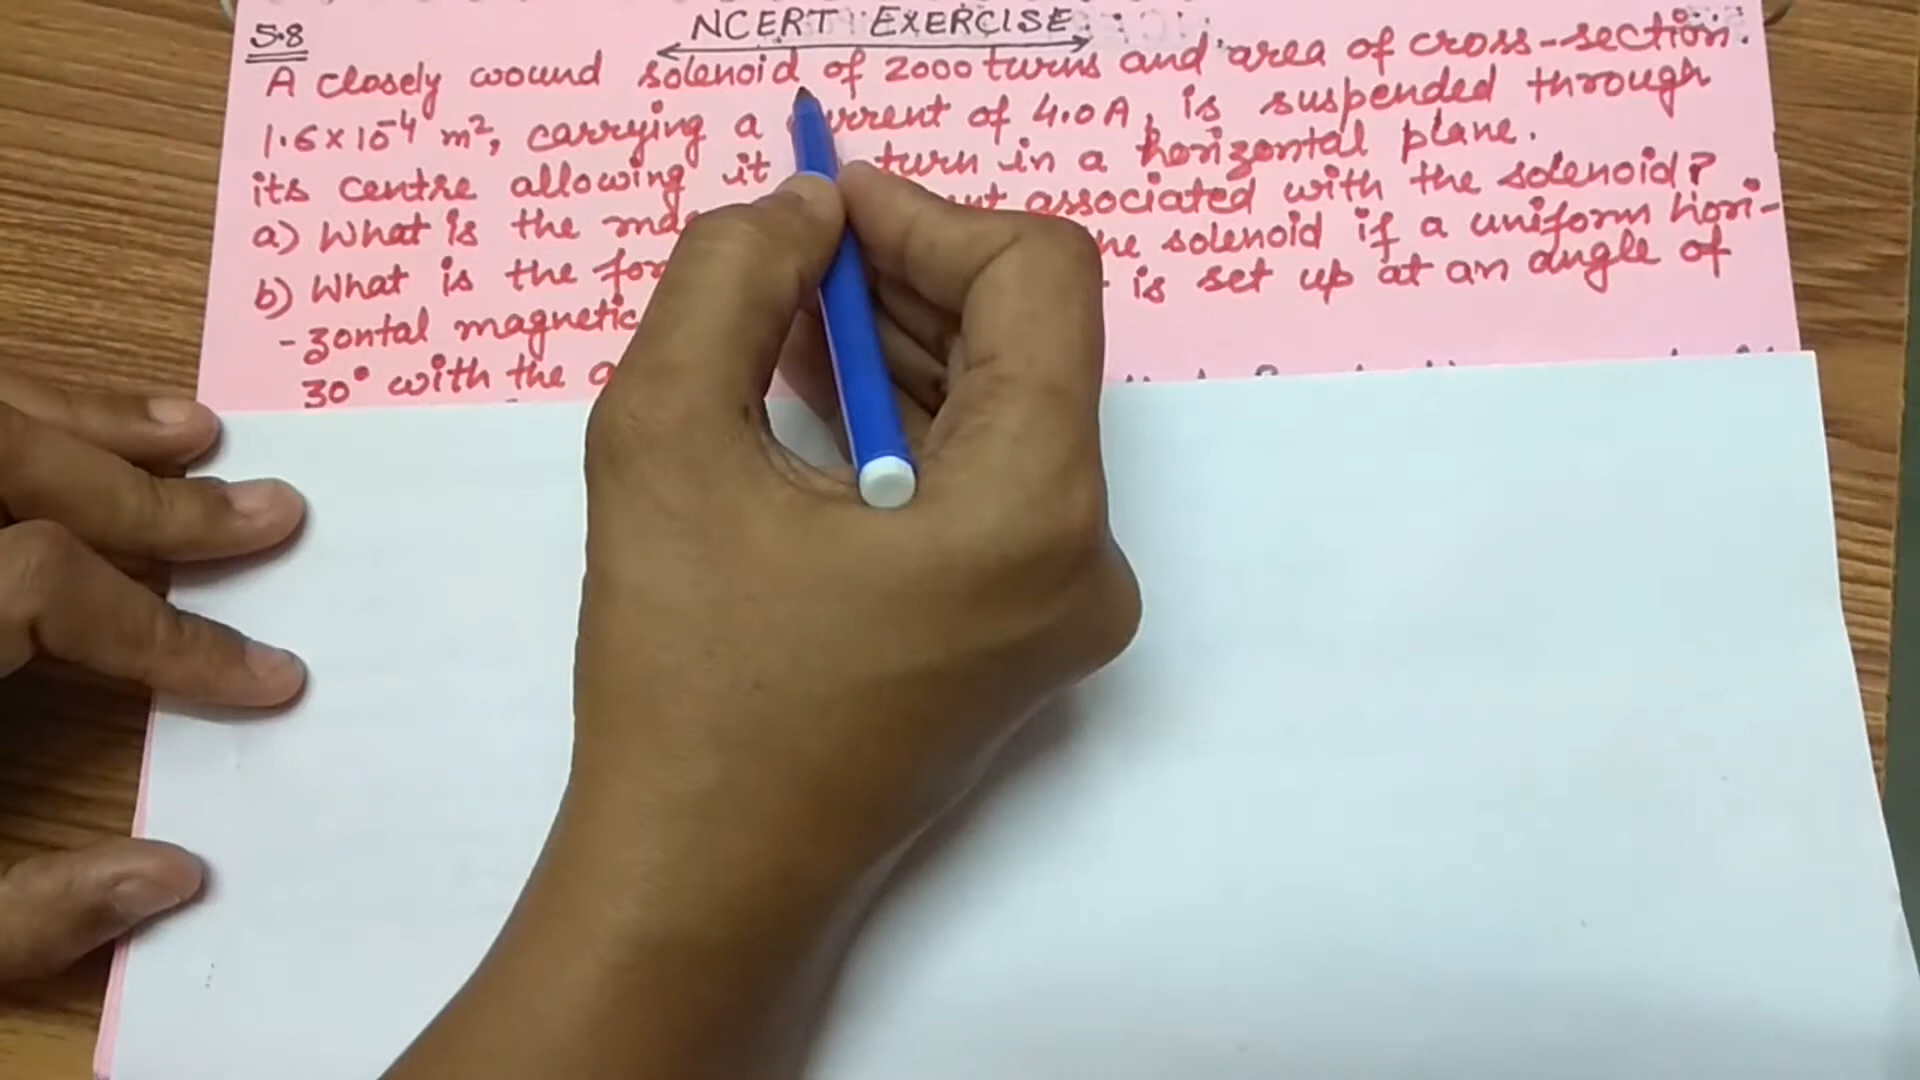 NCERT EXERCISE
5.8
A closely wound solenoid of 2000 turns and area of cross-section.
1.6×10⁻⁴ m², carrying a current of 4.0A, is suspended through
its centre allowing it turn in a horizontal plane.
a) What is the associated with the solenoid?
b) What is the the solenoid if a uniform hori-
-zontal magnetic is set up at an angle of
30° with the